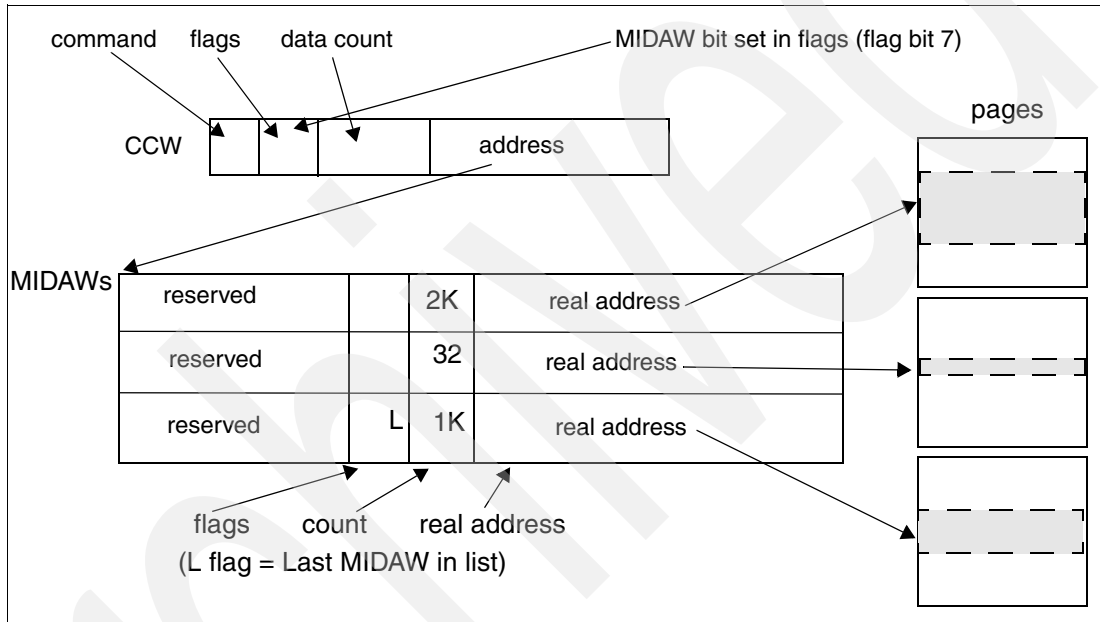 command flags data count MIDAW bit set in flags (flag bit 7)
pages
CCW address
MIDAWs reserved 2K real address
reserved 32 real address
reserved L 1K real address
flags count real address
(L flag = Last MIDAW in list)